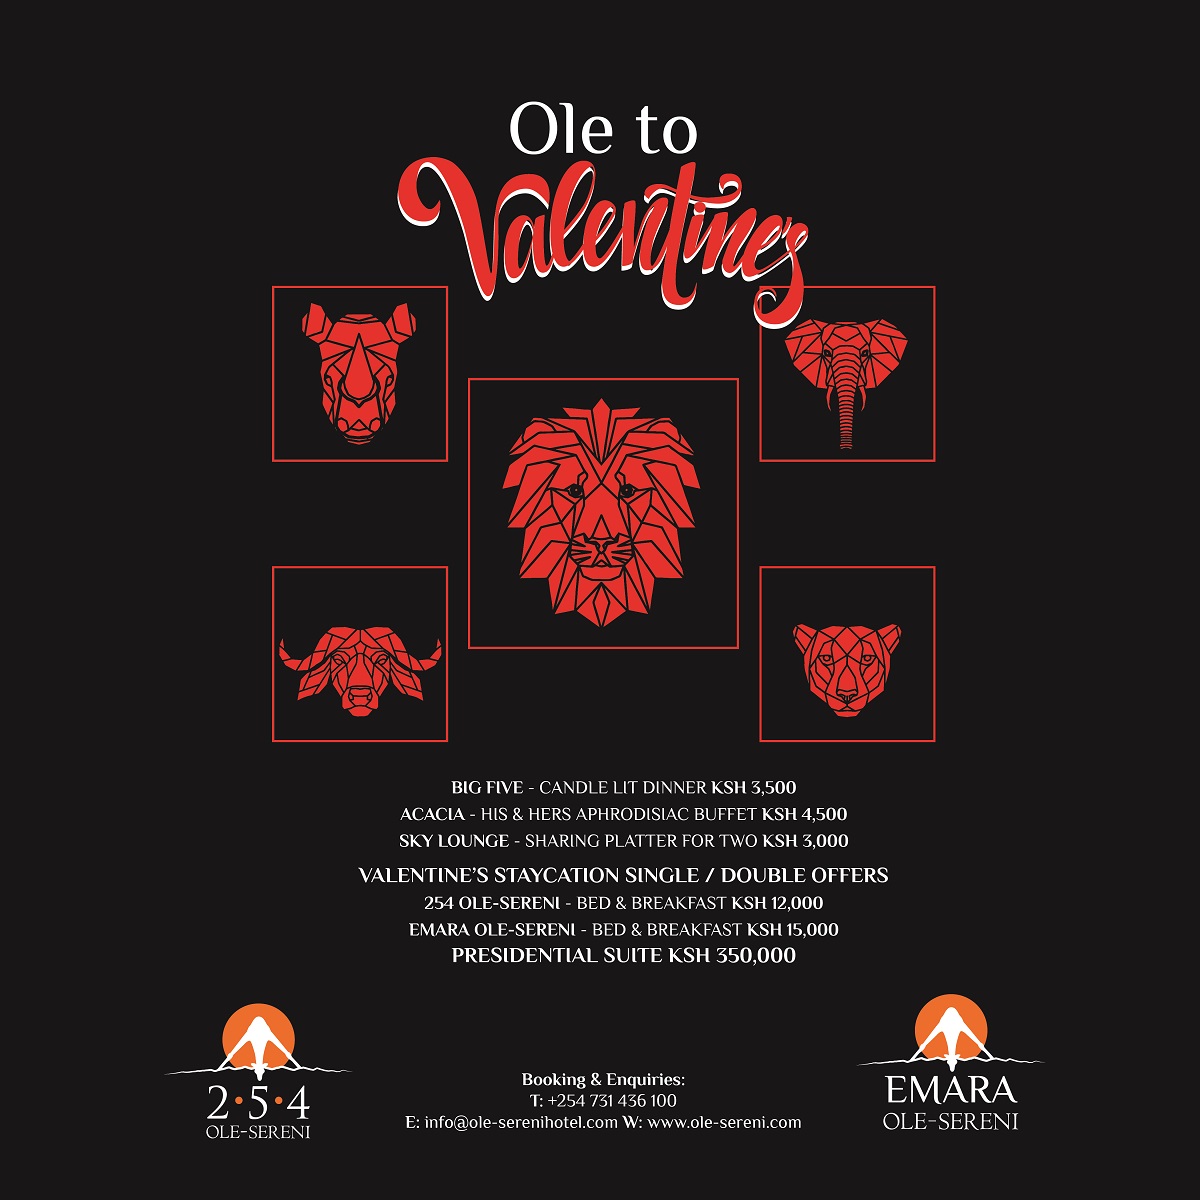 Ole to
Valentine's
BIG FIVE - CANDLE LIT DINNER KSH 3,500
ACACIA - HIS & HERS APHRODISIAC BUFFET KSH 4,500
SKY LOUNGE - SHARING PLATTER FOR TWO KSH 3,000
VALENTINE'S STAYCATION SINGLE / DOUBLE OFFERS
254 OLE-SERENI - BED & BREAKFAST KSH 12,000
EMARA OLE-SERENI - BED & BREAKFAST KSH 15,000
PRESIDENTIAL SUITE KSH 350,000
2•5•4
OLE-SERENI
Booking & Enquiries:
T: +254 731 436 100
E: info@ole-serenihotel.com W: www.ole-sereni.com
EMARA
OLE-SERENI